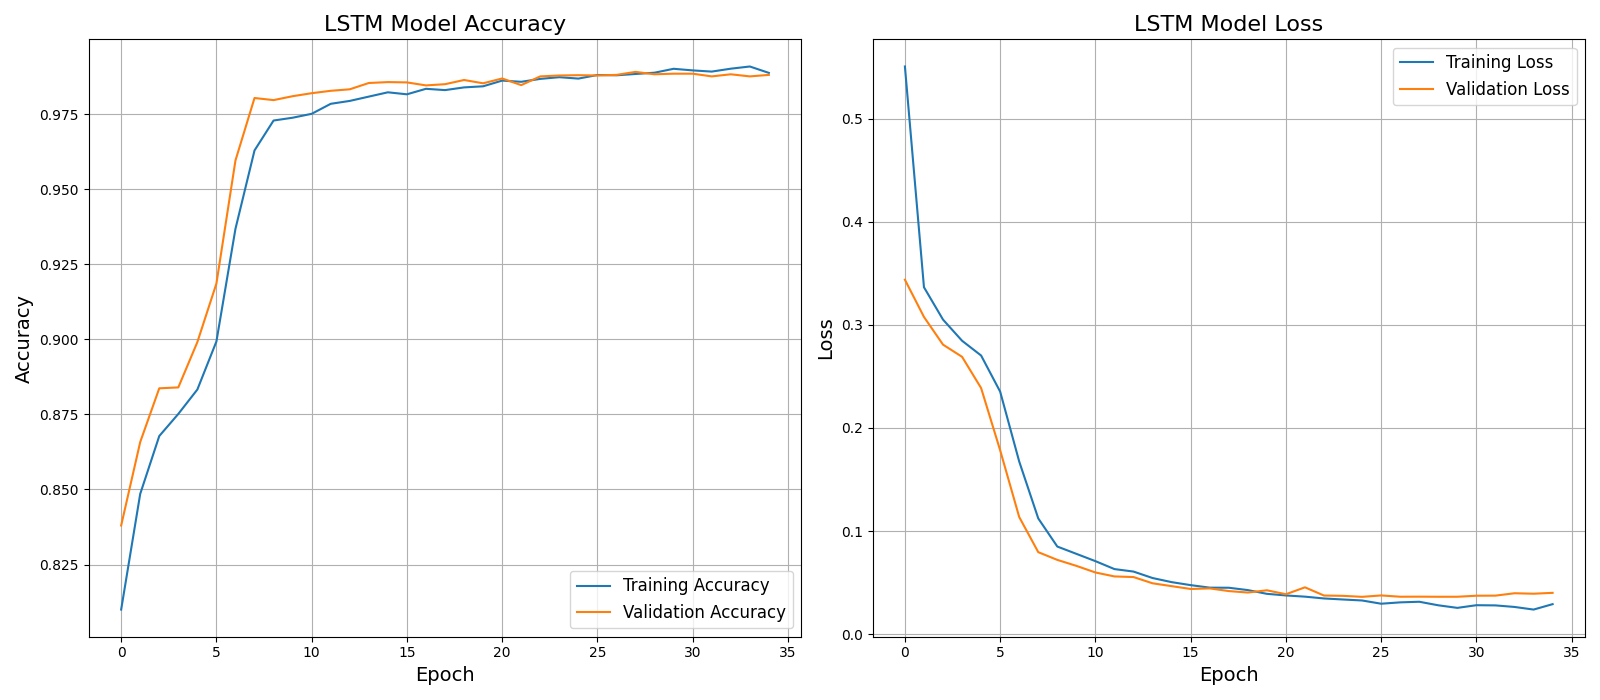 LSTM Model Accuracy
Accuracy
0.975
0.950
0.925
0.900
0.875
0.850
0.825
0
5
10
15
20
25
30
35
Epoch
Training Accuracy
Validation Accuracy
LSTM Model Loss
Loss
0.5
0.4
0.3
0.2
0.1
0.0
0
5
10
15
20
25
30
35
Epoch
Training Loss
Validation Loss